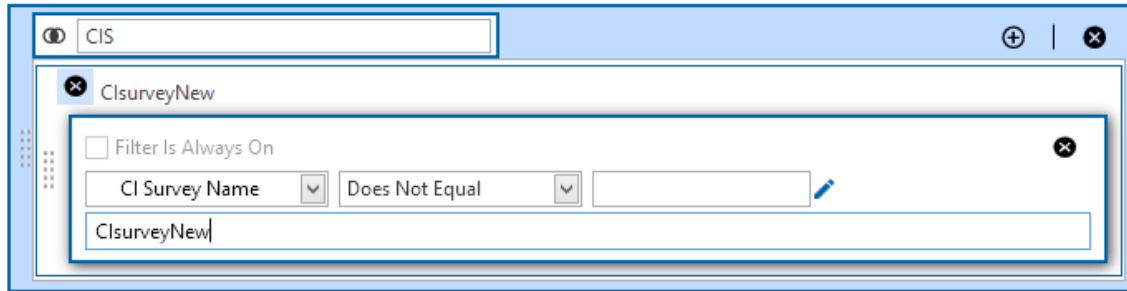 CIS
CIsurveyNew
Filter Is Always On
CI Survey Name Does Not Equal
CIsurveyNew